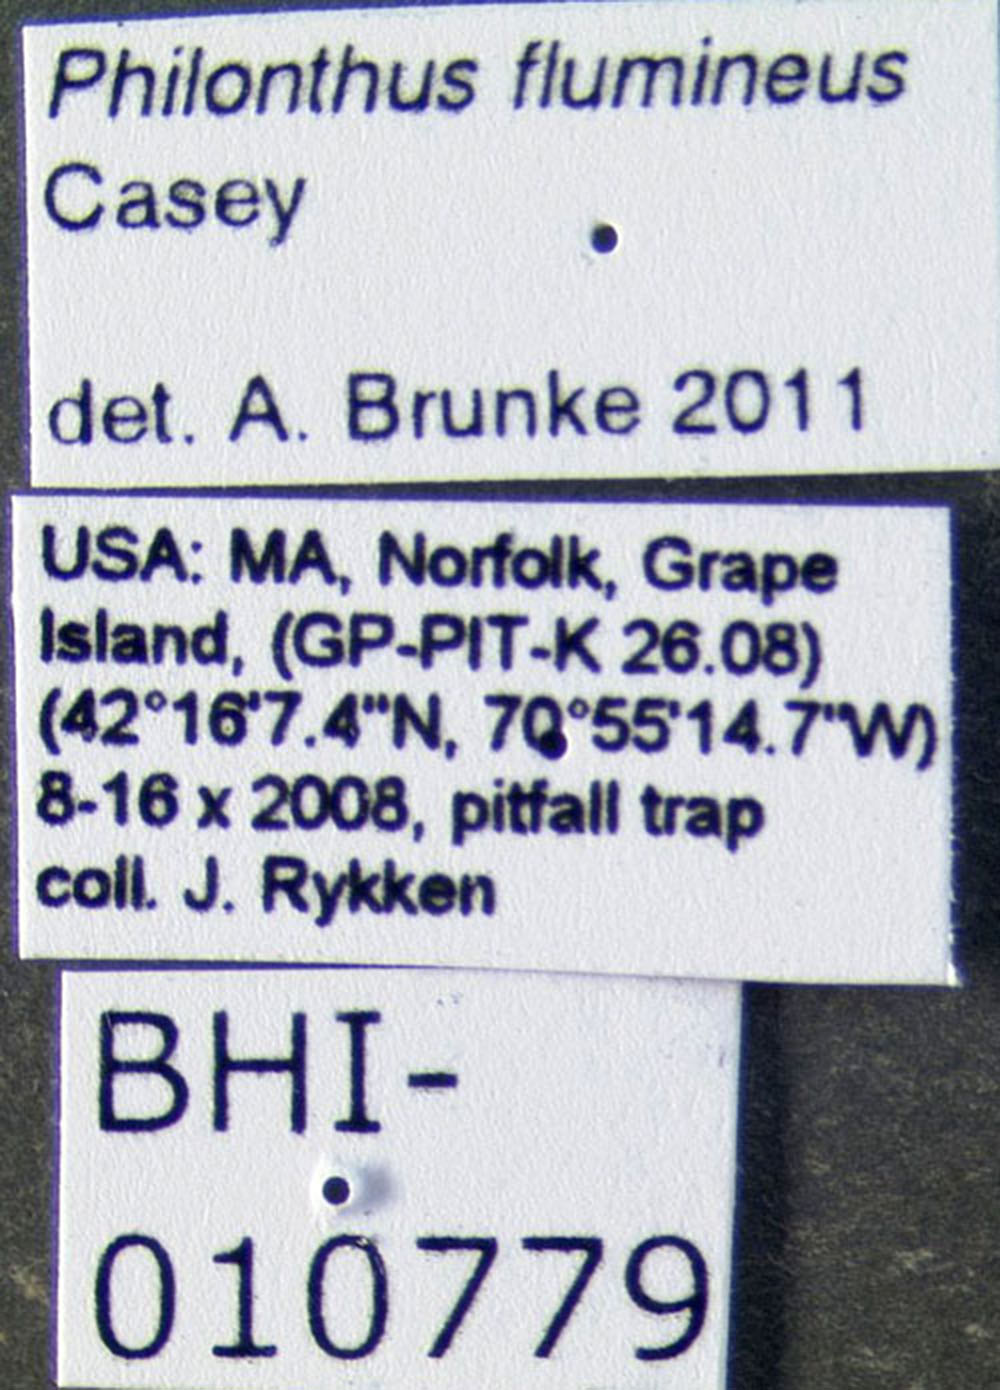 Philonthus flumineus
Casey
det. A. Brunke 2011
USA: MA, Norfolk, Grape
Island, (GP-PIT-K 26.08)
(42°16'7.4"N, 70°55'14.7"W)
8-16 x 2008, pitfall trap
coll. J. Rykken
BHI-
010779